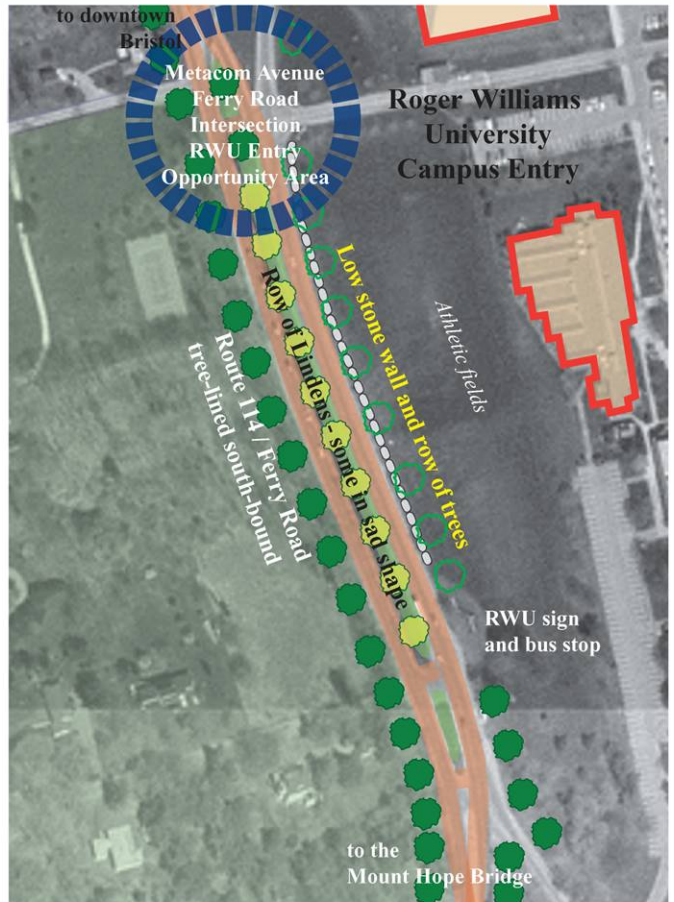 to downtown
Bristol
Metacom Avenue
Ferry Road
Intersection
RWU Entry
Opportunity Area
Roger Williams
University
Campus Entry
Low stone wall and row of trees
Athletic fields
Row of Lindens - some in sad shape
Route 114 / Ferry Road
tree-lined south-bound
RWU sign
and bus stop
to the
Mount Hope Bridge